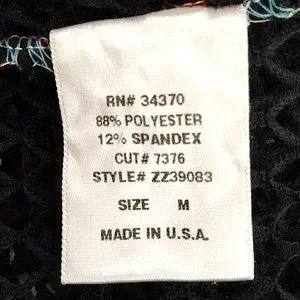 RN# 34370
88% POLYESTER
12% SPANDEX
CUT# 7376
STYLE# ZZ39083
SIZE M
MADE IN U.S.A.